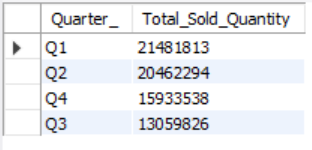 Quarter_ Total_Sold_Quantity
Q1 21481813
Q2 20462294
Q4 15933538
Q3 13059826